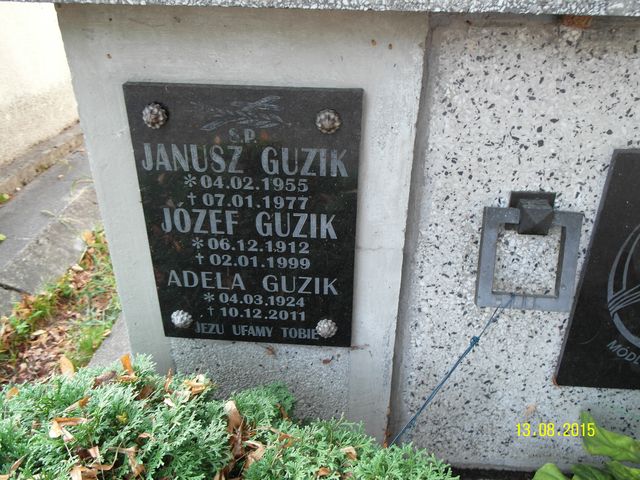 Ś.P.
JANUSZ GUZIK
* 04.02.1955
† 07.01.1977
JÓZEF GUZIK
* 06.12.1912
† 02.01.1999
ADELA GUZIK
* 04.03.1924
† 10.12.2011
JEZU UFAMY TOBIE
13.08.2015